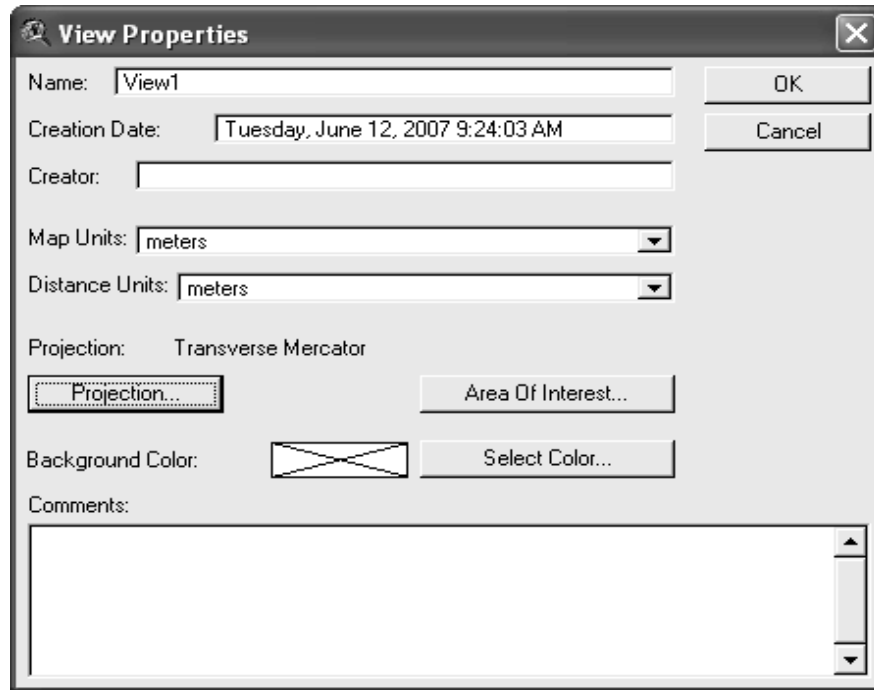 View Properties
Name: View1
OK
Creation Date: Tuesday, June 12, 2007 9:24:03 AM
Cancel
Creator:
Map Units: meters
Distance Units: meters
Projection: Transverse Mercator
Projection... Area Of Interest...
Background Color: Select Color...
Comments: